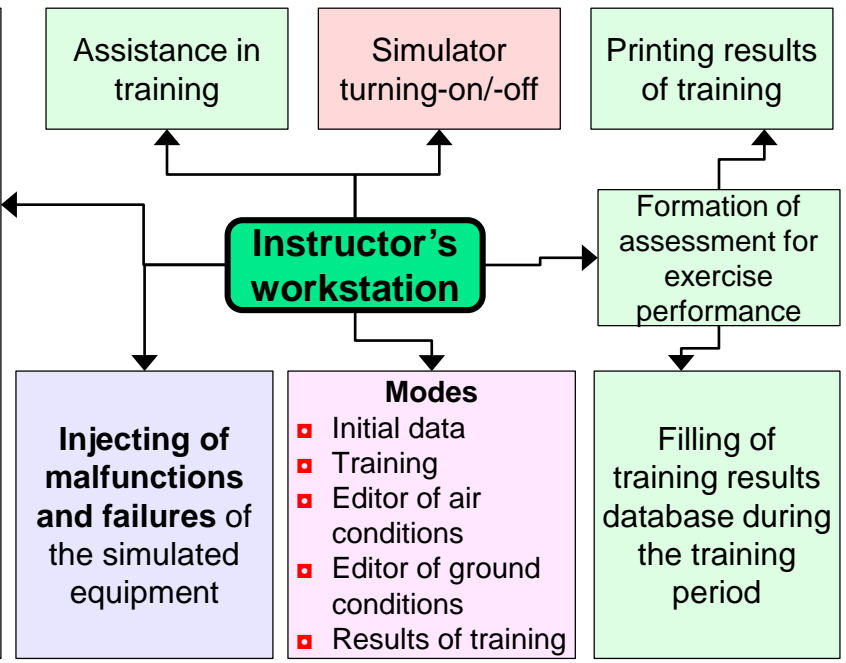 Assistance in
training
Simulator
turning-on/-off
Printing results
of training
Instructor’s
workstation
Formation of
assessment for
exercise
performance
Injecting of
malfunctions
and failures of
the simulated
equipment
Modes
Initial data
Training
Editor of air
conditions
Editor of ground
conditions
Results of training
Filling of
training results
database during
the training
period